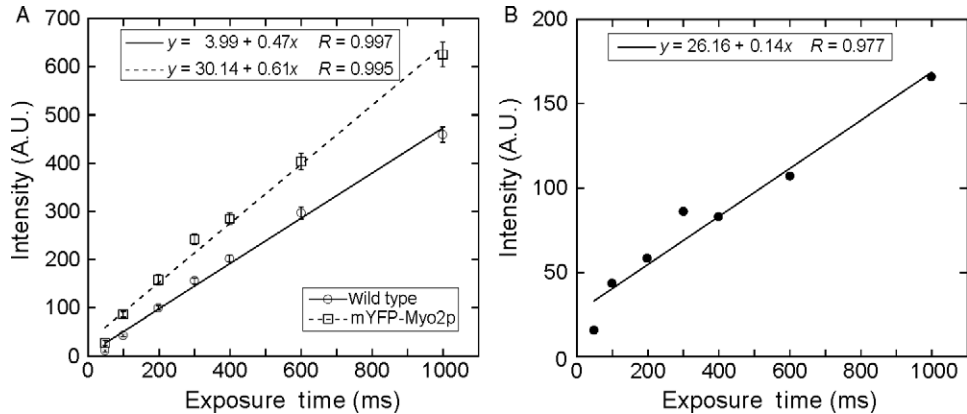 A
y = 3.99 + 0.47x R = 0.997
y = 30.14 + 0.61x R = 0.995
700
600
500
400
300
200
100
0
Intensity (A.U.)
Wild type
mYFP-Myo2p
0 200 400 600 800 1000
Exposure time (ms)
B
y = 26.16 + 0.14x R = 0.977
200
150
100
50
0
Intensity (A.U.)
0 200 400 600 800 1000
Exposure time (ms)